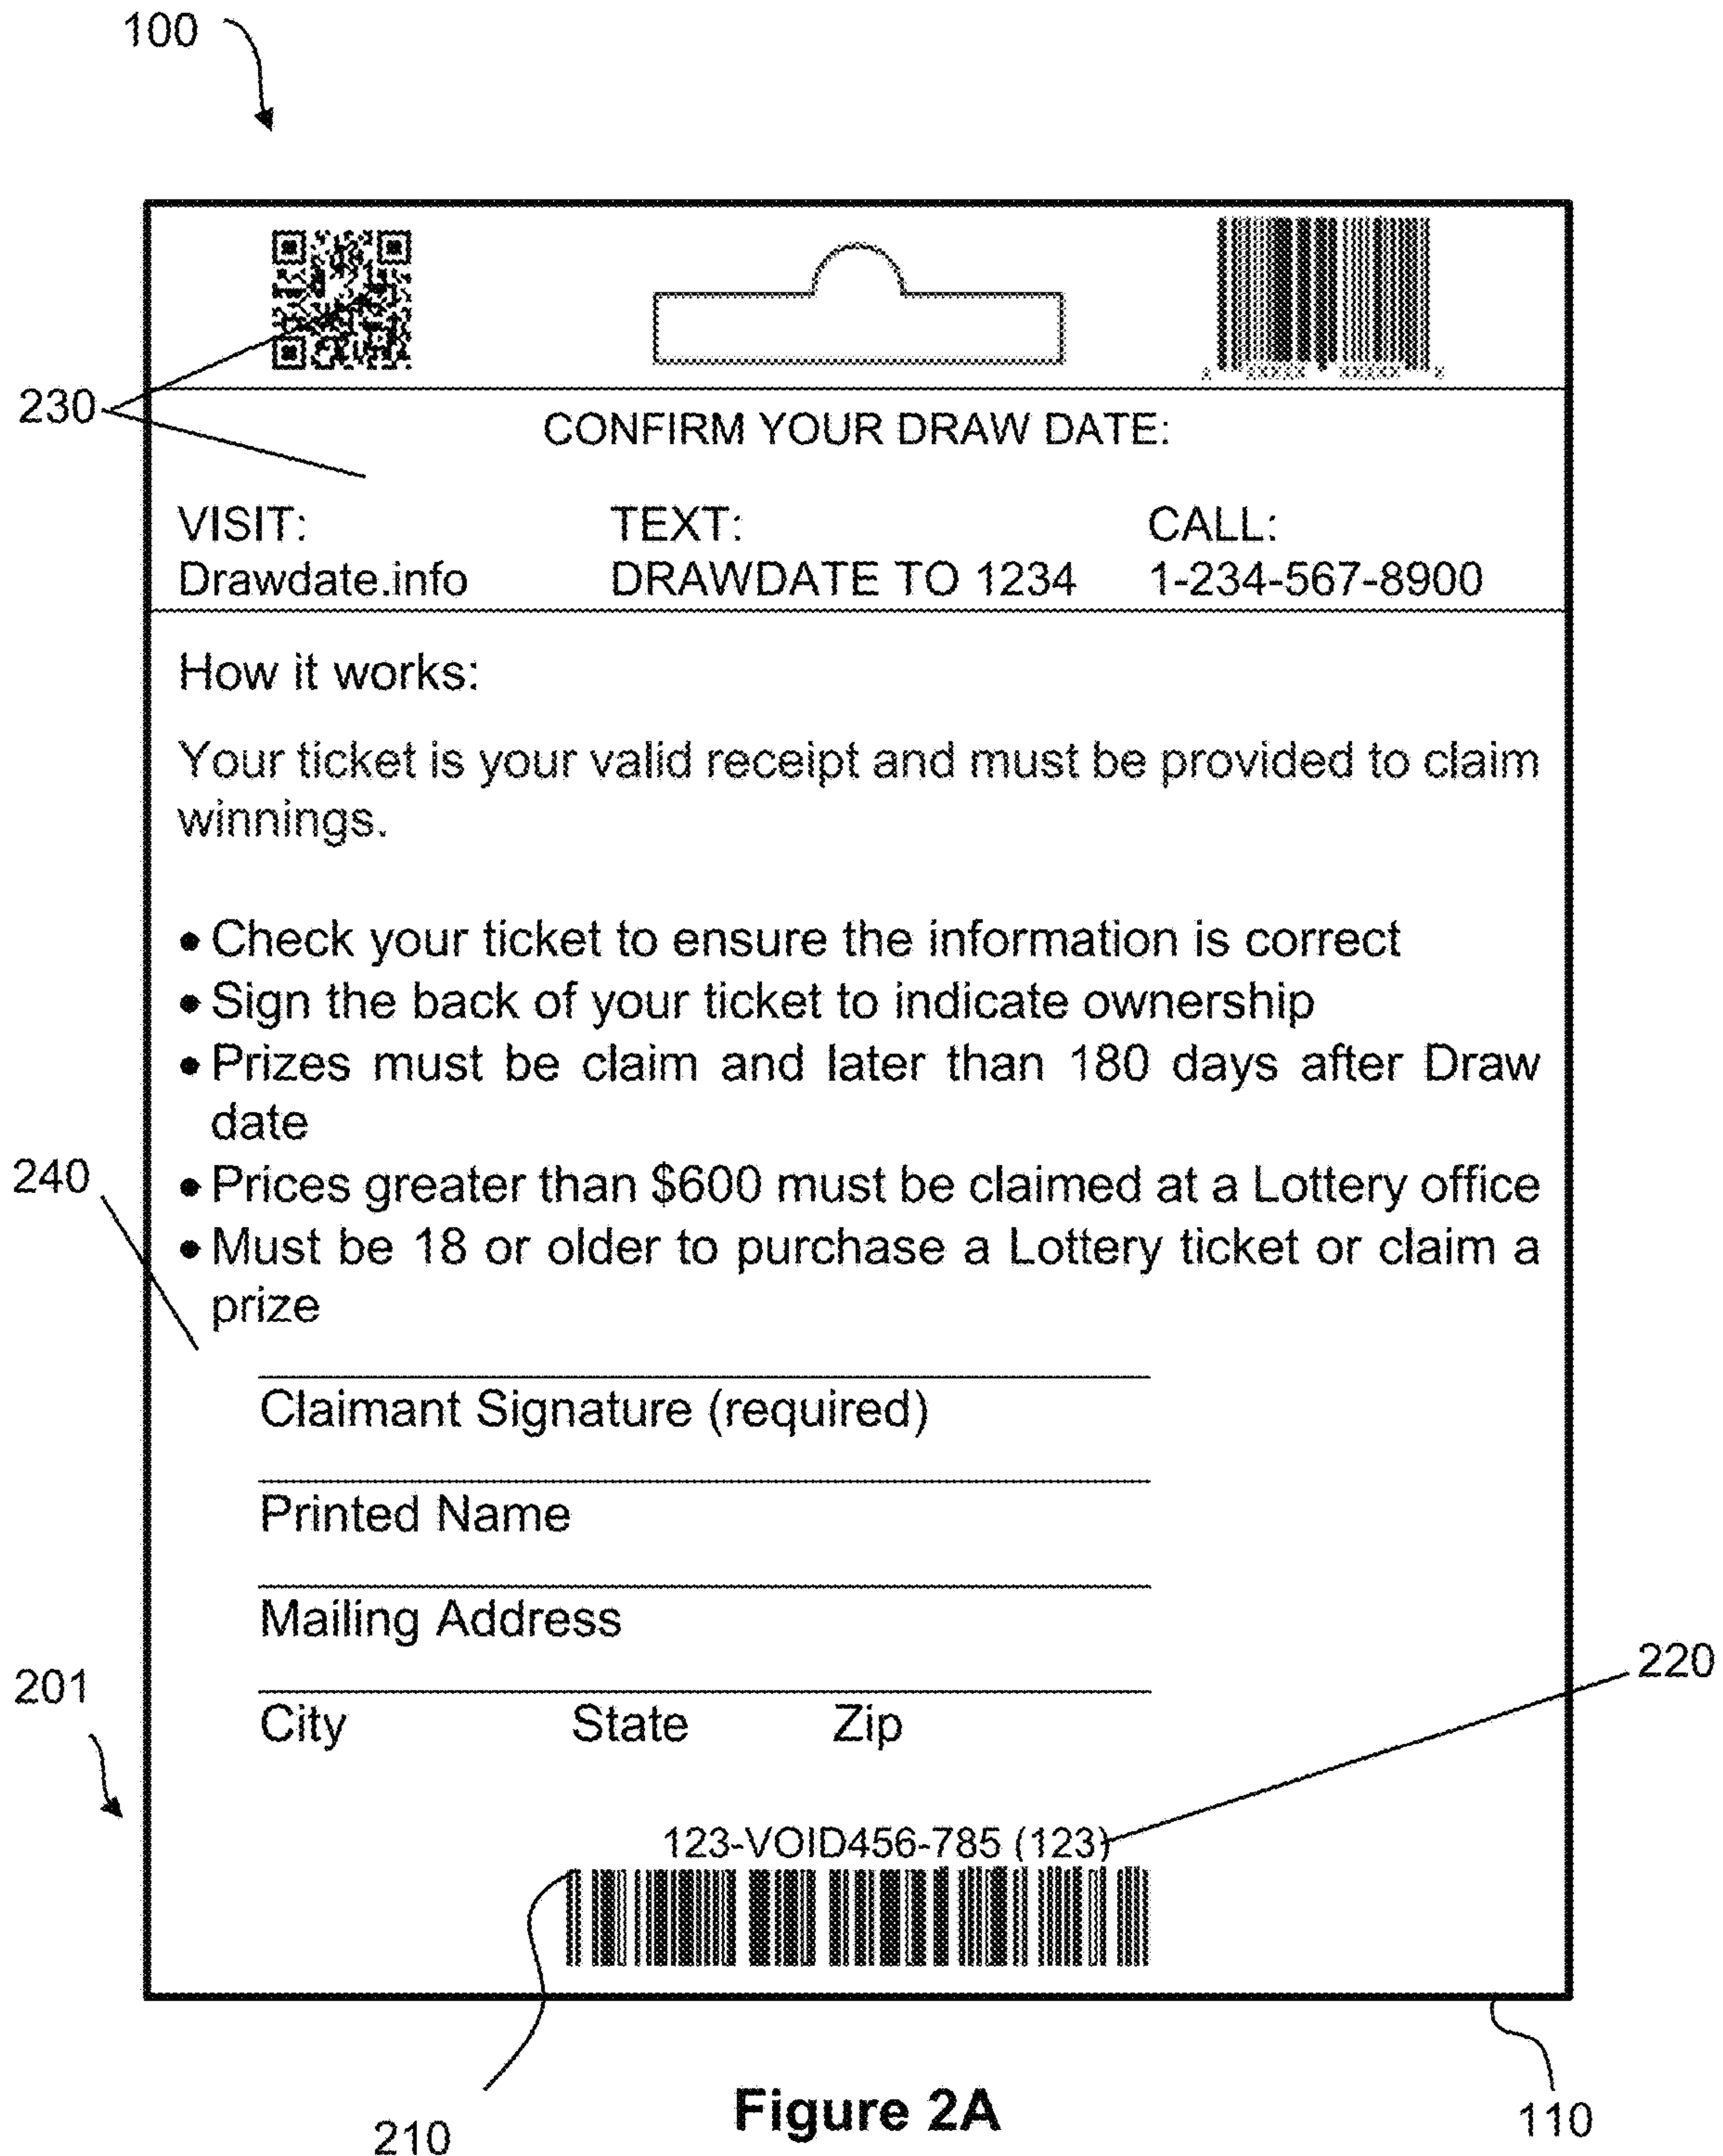 100
230
CONFIRM YOUR DRAW DATE:
VISIT: TEXT: CALL:
Drawdate.info DRAWDATE TO 1234 1-234-567-8900
How it works:
Your ticket is your valid receipt and must be provided to claim
winnings.
• Check your ticket to ensure the information is correct
• Sign the back of your ticket to indicate ownership
• Prizes must be claim and later than 180 days after Draw
date
240
• Prices greater than $600 must be claimed at a Lottery office
• Must be 18 or older to purchase a Lottery ticket or claim a
prize
Claimant Signature (required)
Printed Name
Mailing Address
220
201
City State Zip
123-VOID456-785 (123)
210
Figure 2A
110